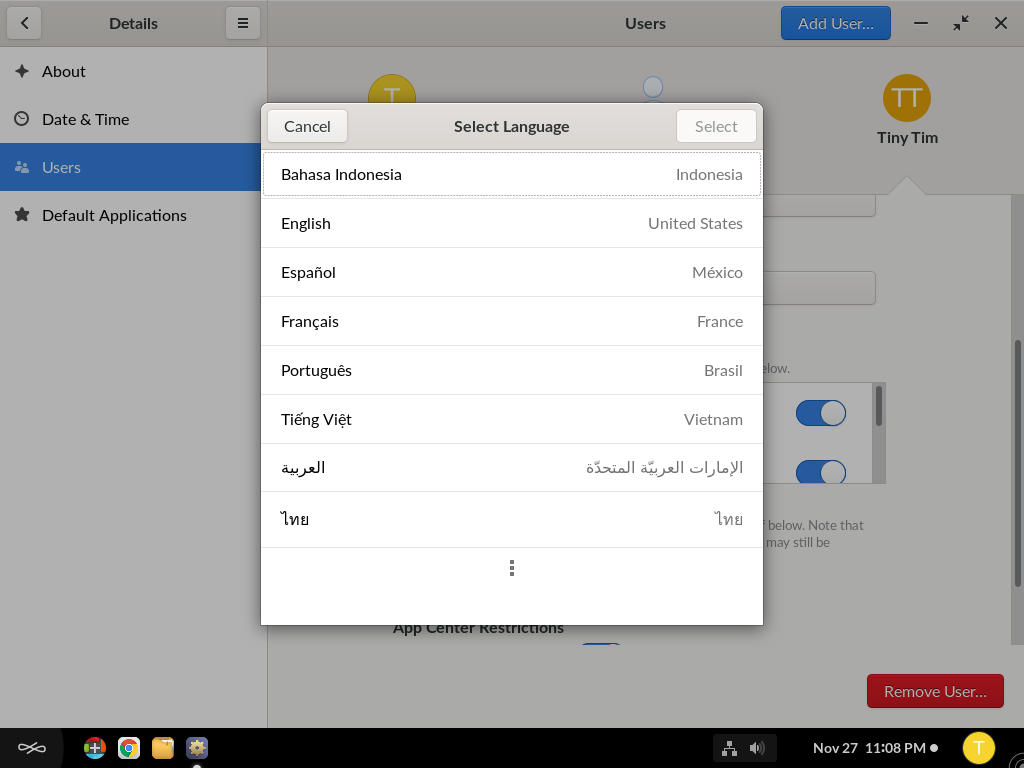 Details
Users
Add User...
About
Date & Time
Users
Default Applications
T
TT
Tiny Tim
Cancel
Select Language
Select
Bahasa Indonesia
Indonesia
English
United States
Español
México
Français
France
Português
Brasil
Tiếng Việt
Vietnam
العربية
الإمارات العربيّة المتحدّة
ไทย
ไทย
below. Note that
may still be
App Center Restrictions
Remove User...
Nov 27 11:08 PM
T